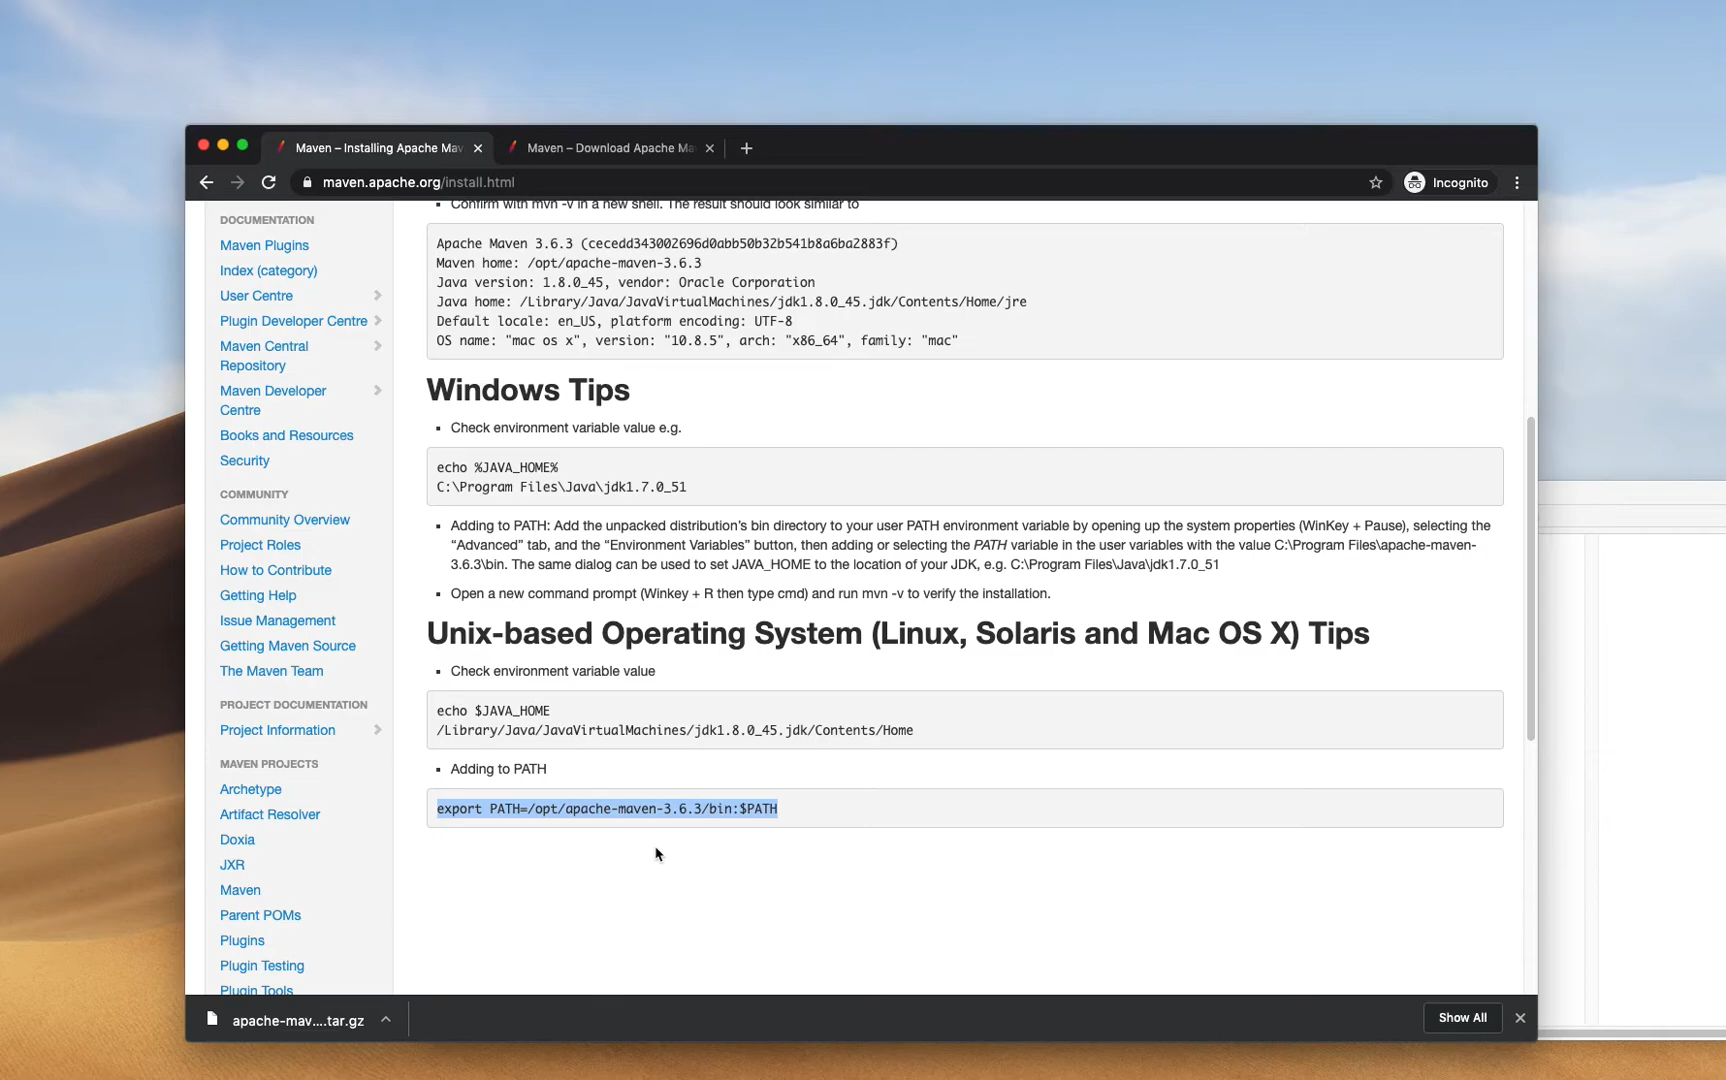 Maven – Installing Apache Mav
Maven – Download Apache Ma
maven.apache.org/install.html
Incognito
DOCUMENTATION
Maven Plugins
Index (category)
User Centre
Plugin Developer Centre
Maven Central
Repository
Maven Developer
Centre
Books and Resources
Security
COMMUNITY
Community Overview
Project Roles
How to Contribute
Getting Help
Issue Management
Getting Maven Source
The Maven Team
PROJECT DOCUMENTATION
Project Information
MAVEN PROJECTS
Archetype
Artifact Resolver
Doxia
JXR
Maven
Parent POMs
Plugins
Plugin Testing
Plugin Tools
Confirm with mvn -v in a new shell. The result should look similar to
Apache Maven 3.6.3 (cecedd343002696d0abb50b32b541b8a6ba2883f)
Maven home: /opt/apache-maven-3.6.3
Java version: 1.8.0_45, vendor: Oracle Corporation
Java home: /Library/Java/JavaVirtualMachines/jdk1.8.0_45.jdk/Contents/Home/jre
Default locale: en_US, platform encoding: UTF-8
OS name: "mac os x", version: "10.8.5", arch: "x86_64", family: "mac"
Windows Tips
Check environment variable value e.g.
echo %JAVA_HOME%
C:\Program Files\Java\jdk1.7.0_51
Adding to PATH: Add the unpacked distribution’s bin directory to your user PATH environment variable by opening up the system properties (WinKey + Pause), selecting the
“Advanced” tab, and the “Environment Variables” button, then adding or selecting the PATH variable in the user variables with the value C:\Program Files\apache-maven-
3.6.3\bin. The same dialog can be used to set JAVA_HOME to the location of your JDK, e.g. C:\Program Files\Java\jdk1.7.0_51
Open a new command prompt (Winkey + R then type cmd) and run mvn -v to verify the installation.
Unix-based Operating System (Linux, Solaris and Mac OS X) Tips
Check environment variable value
echo $JAVA_HOME
/Library/Java/JavaVirtualMachines/jdk1.8.0_45.jdk/Contents/Home
Adding to PATH
export PATH=/opt/apache-maven-3.6.3/bin:$PATH
apache-mav....tar.gz
Show All